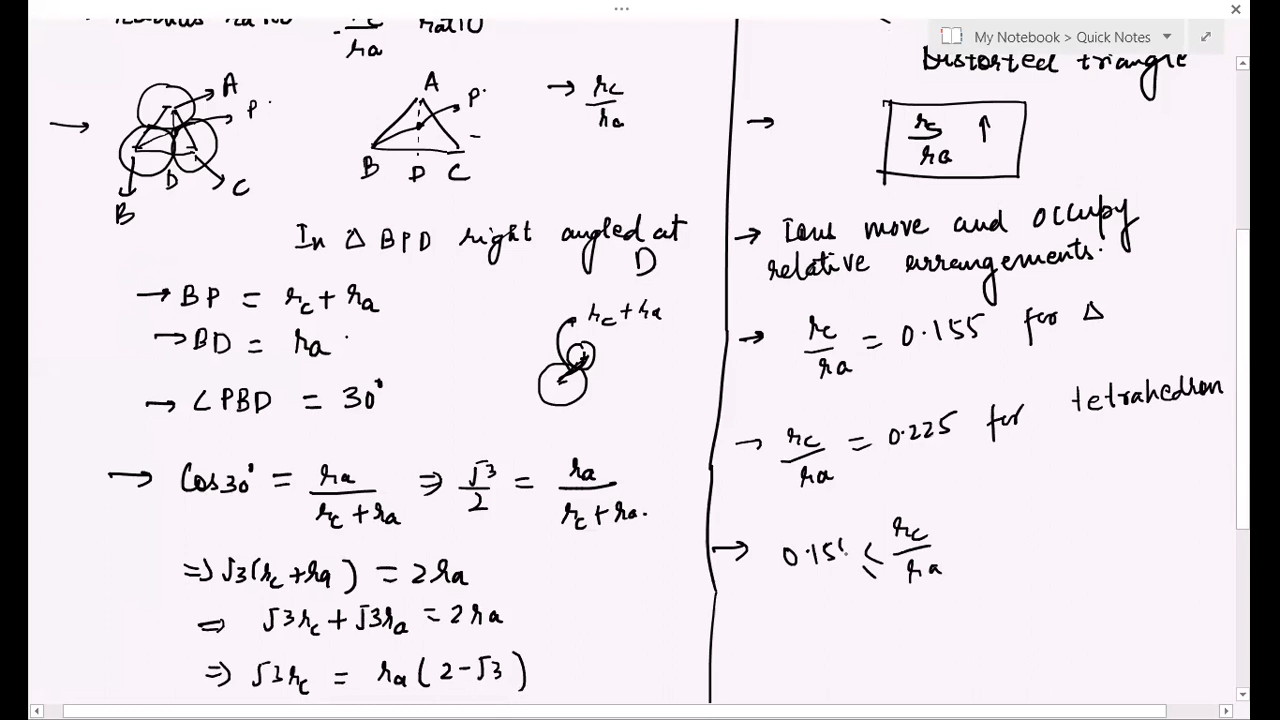 My Notebook > Quick Notes
rc/ra ratio
A
P
B
D
C
A
P.
B
D
C
→ rc/ra
In Δ BPD right angled at
D
→ BP = rc + ra
→ BD = ra
rc + ra
→ ∠PBD = 30°
→ Cos30° = ra/(rc + ra) ⇒ √3/2 = ra/(rc + ra.
⇒ √3(rc + ra) = 2ra
⇒ √3rc + √3ra = 2ra
⇒ √3rc = ra(2-√3)
Distorted triangle
→ rc/ra ↑
→ Ions move and occupy
relative arrangements.
→ rc/ra = 0.155 for Δ
→ rc/ra = 0.225 for tetrahedron
→ 0.15 ≤ rc/ra